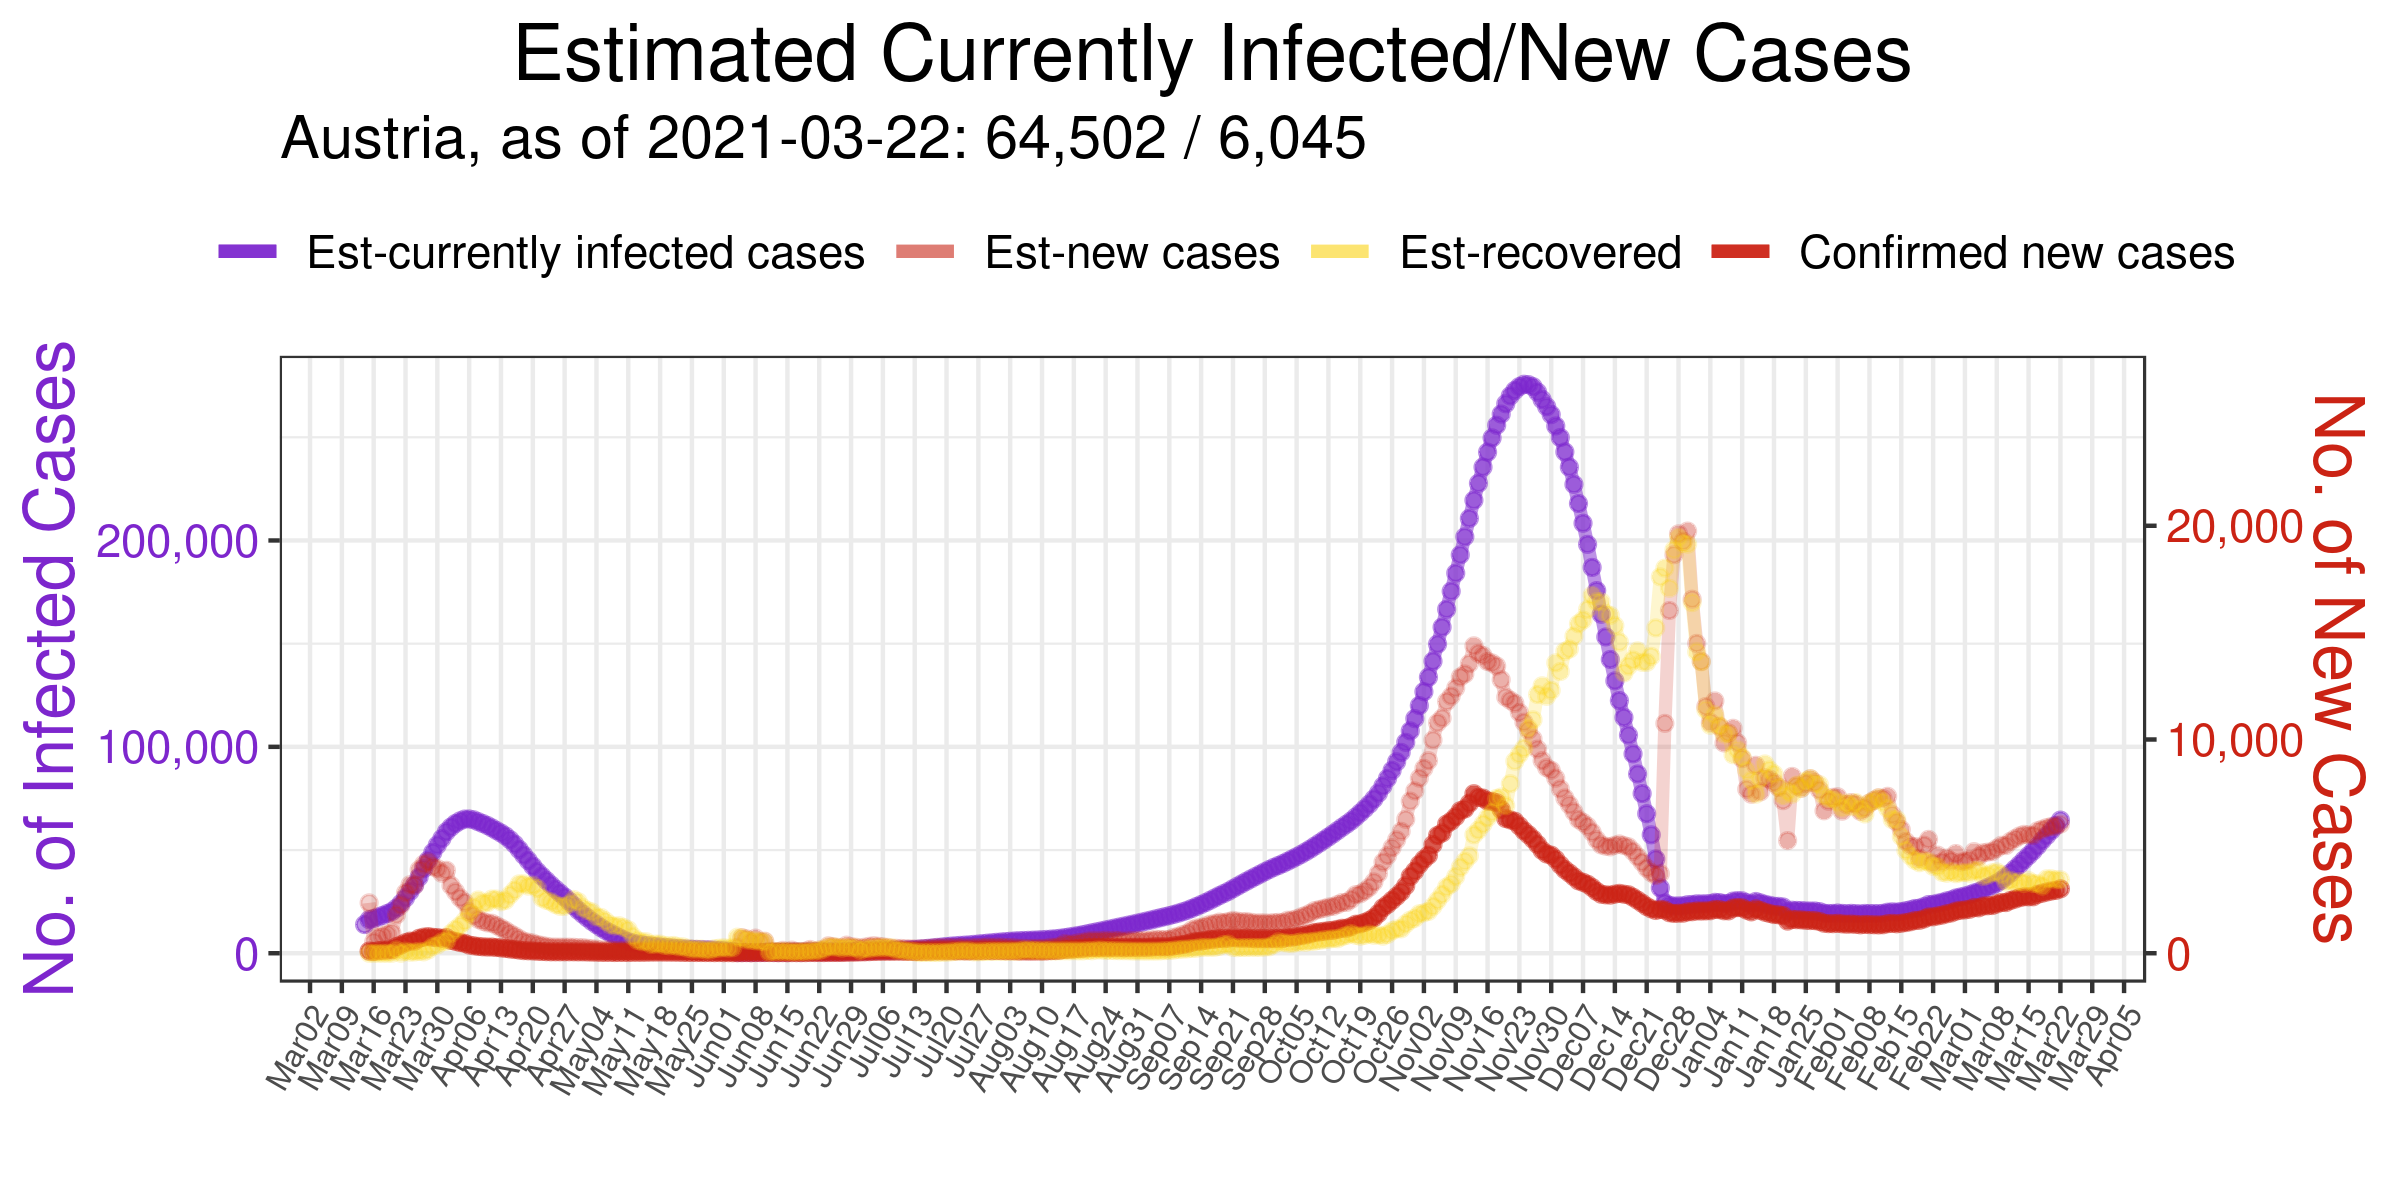 Estimated Currently Infected/New Cases
Austria, as of 2021-03-22: 64,502 / 6,045
Est-currently infected cases Est-new cases Est-recovered Confirmed new cases
No. of Infected Cases
200,000
100,000
0
20,000
10,000
0
No. of New Cases
Mar02 Mar09 Mar16 Mar23 Mar30 Apr06 Apr13 Apr20 Apr27 May04 May11 May18 May25 Jun01 Jun08 Jun15 Jun22 Jun29 Jul06 Jul13 Jul20 Jul27 Aug03 Aug10 Aug17 Aug24 Aug31 Sep07 Sep14 Sep21 Sep28 Oct05 Oct12 Oct19 Oct26 Nov02 Nov09 Nov16 Nov23 Nov30 Dec07 Dec14 Dec21 Dec28 Jan04 Jan11 Jan18 Jan25 Feb01 Feb08 Feb15 Feb22 Mar01 Mar08 Mar15 Mar22 Mar29 Apr05